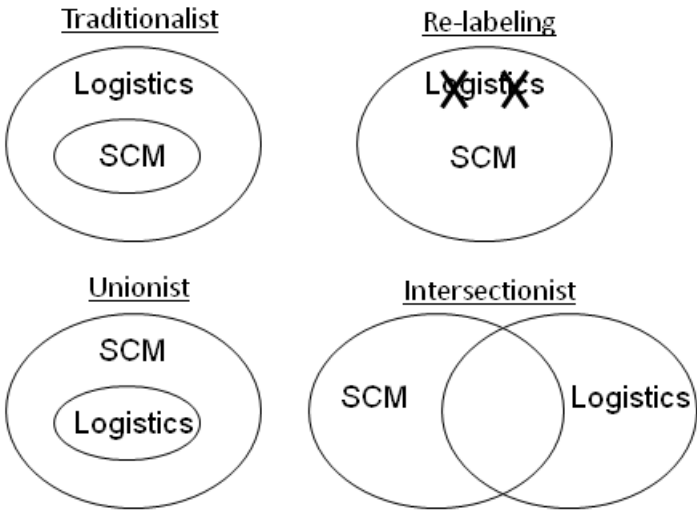 Traditionalist
Logistics
SCM
Re-labeling
Logistics
SCM
Unionist
SCM
Logistics
Intersectionist
SCM
Logistics